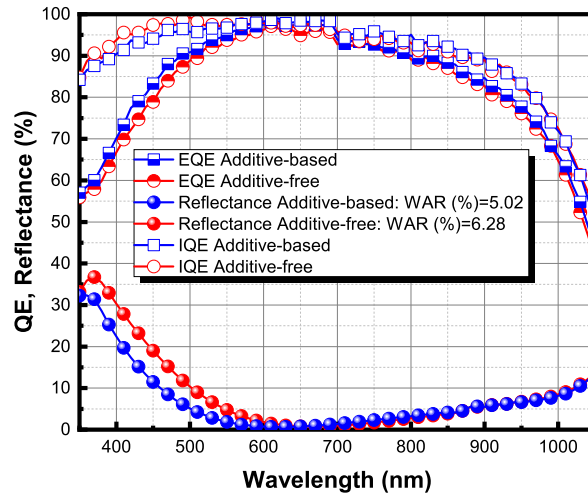 QE, Reflectance (%)
100
90
80
70
60
50
40
30
20
10
0
EQE Additive-based
EQE Additive-free
Reflectance Additive-based: WAR (%)=5.02
Reflectance Additive-free: WAR (%)=6.28
IQE Additive-based
IQE Additive-free
400 500 600 700 800 900 1000
Wavelength (nm)